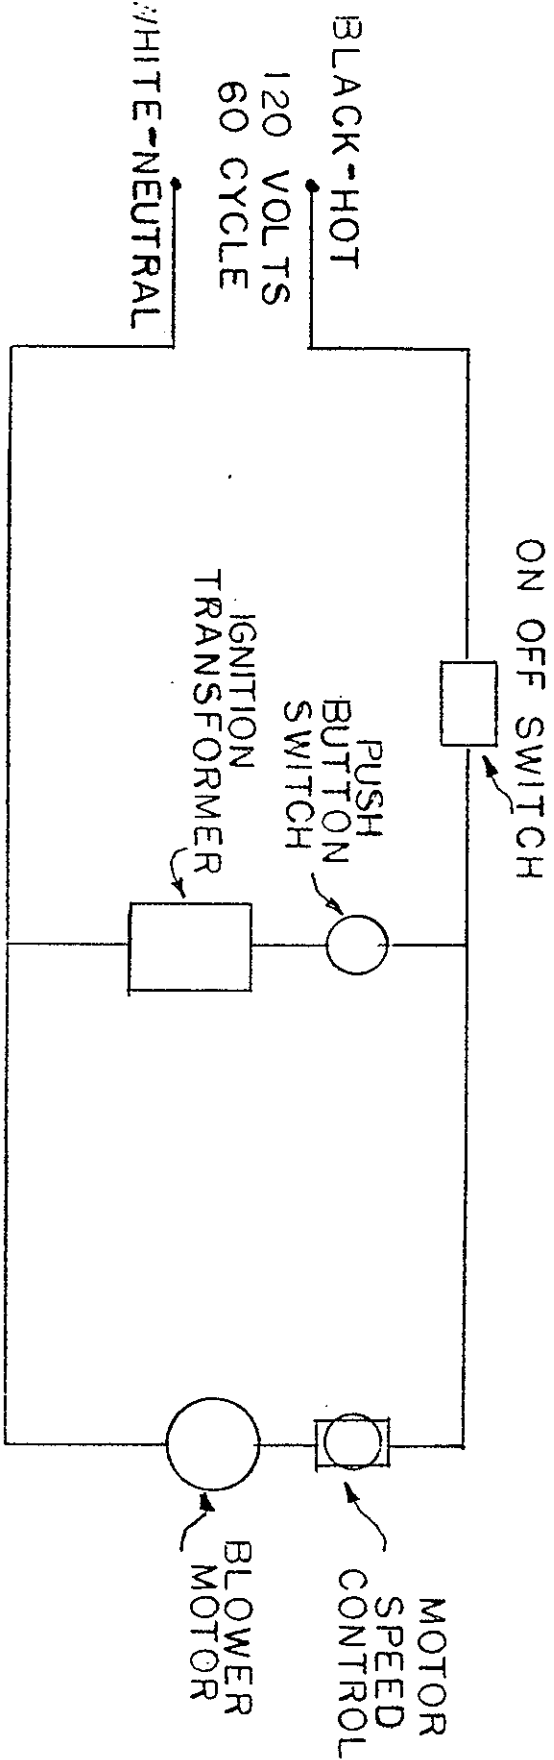 BLACK-HOT
120 VOLTS
60 CYCLE
WHITE-NEUTRAL
ON OFF SWITCH
PUSH
BUTTON
SWITCH
IGNITION
TRANSFORMER
MOTOR
SPEED
CONTROL
BLOWER
MOTOR